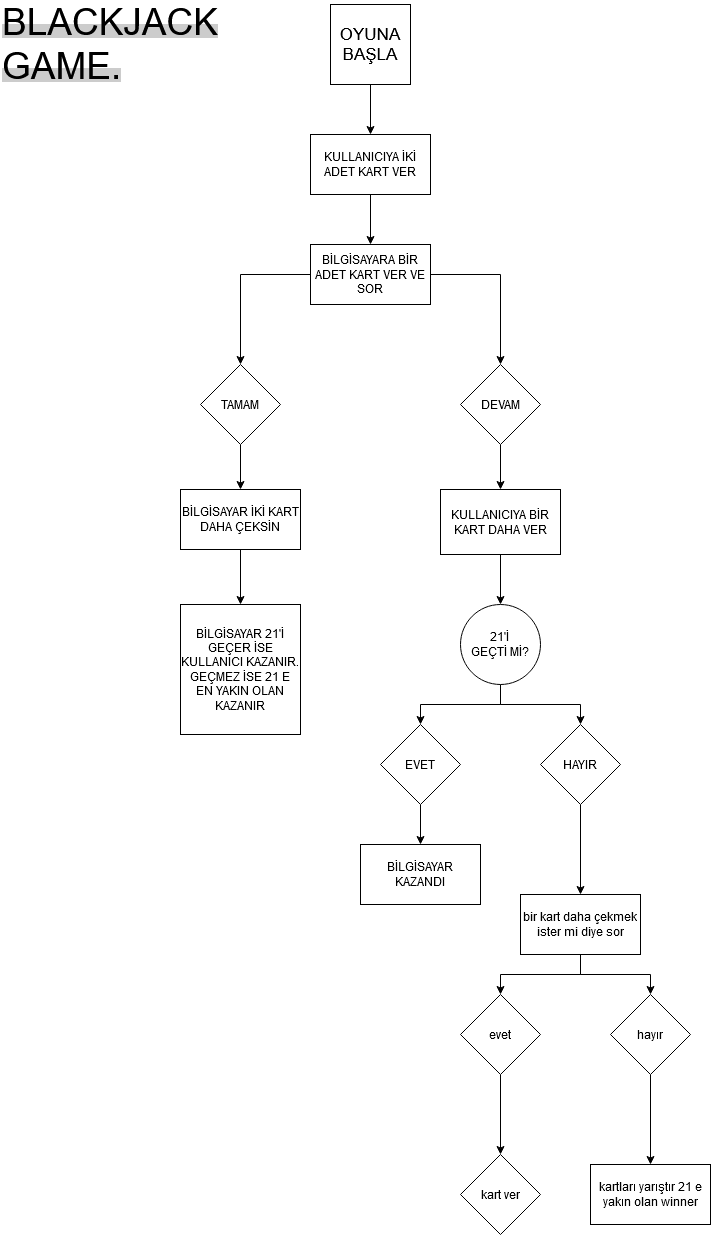 BLACKJACK
GAME.
OYUNA
BAŞLA
KULLANICIYA İKİ
ADET KART VER
BİLGİSAYARA BİR
ADET KART VER VE
SOR
TAMAM
DEVAM
BİLGİSAYAR İKİ KART
DAHA ÇEKSİN
KULLANICIYA BİR
KART DAHA VER
BİLGİSAYAR 21'İ
GEÇER İSE
KULLANICI KAZANIR.
GEÇMEZ İSE 21 E
EN YAKIN OLAN
KAZANIR
21'İ
GEÇTİ Mİ?
EVET
HAYIR
BİLGİSAYAR
KAZANDI
bir kart daha çekmek
ister mi diye sor
evet
hayır
kart ver
kartları yarıştır 21 e
yakın olan winner